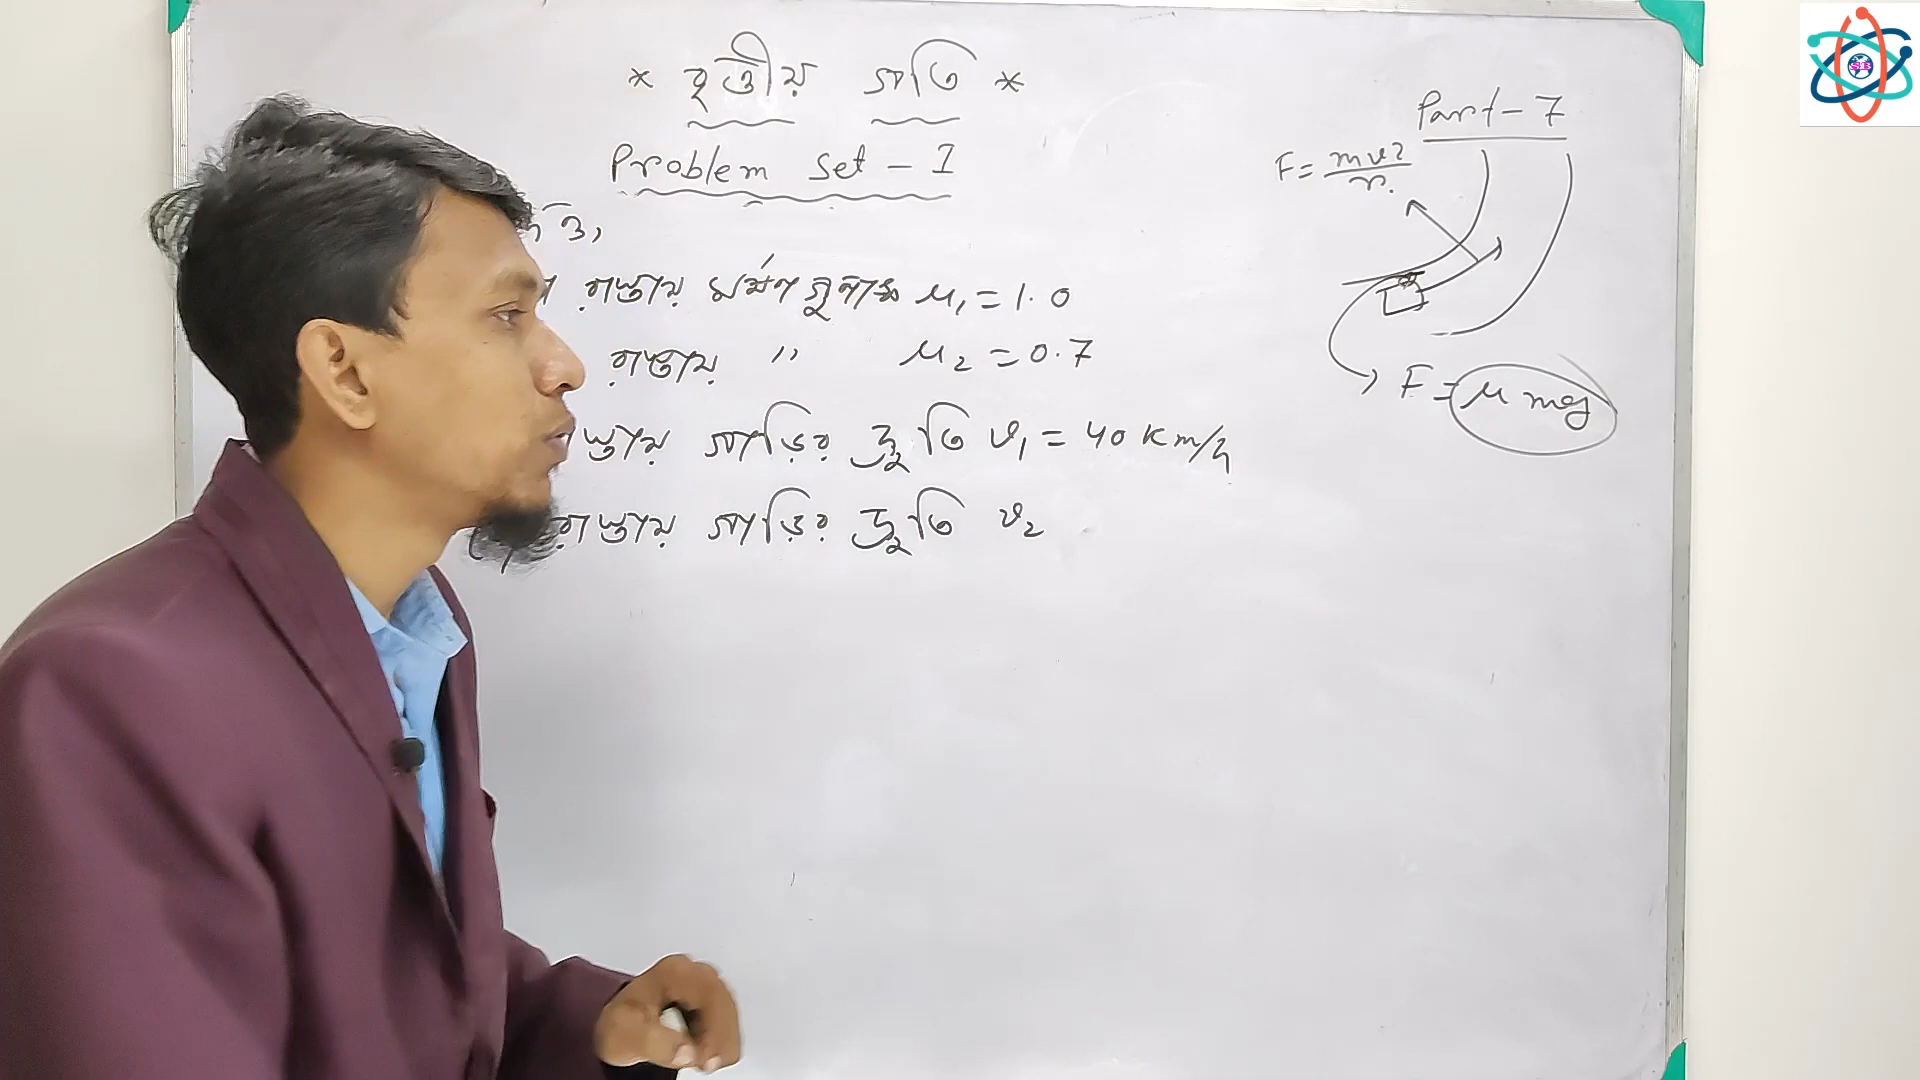 * বৃত্তীয় গতি *
Part-7
Problem Set - I
F = mv²/r.
রাস্তায় ঘর্ষণ গুণাঙ্ক μ₁ = 1.0
রাস্তায় " μ₂ = 0.7
F = μ mg
গাড়ির দ্রুতি v₁ = 40 km/h
রাস্তায় গাড়ির দ্রুতি v₂
SB